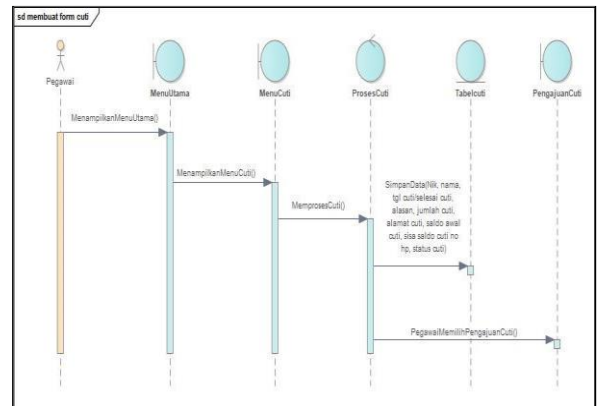 sd membuat form cuti
Pegawai
MenuUtama
MenuCuti
ProsesCuti
Tabelcuti
PengajuanCuti
MenampilkanMenuUtama()
MenampilkanMenuCuti()
MemprosesCuti()
SimpanData(Nik, nama,
tgl cuti/selesai cuti,
alasan, jumlah cuti,
alamat cuti, saldo awal
cuti, sisa saldo cuti no
hp, status cuti)
PegawaiMemilihPengajuanCuti()